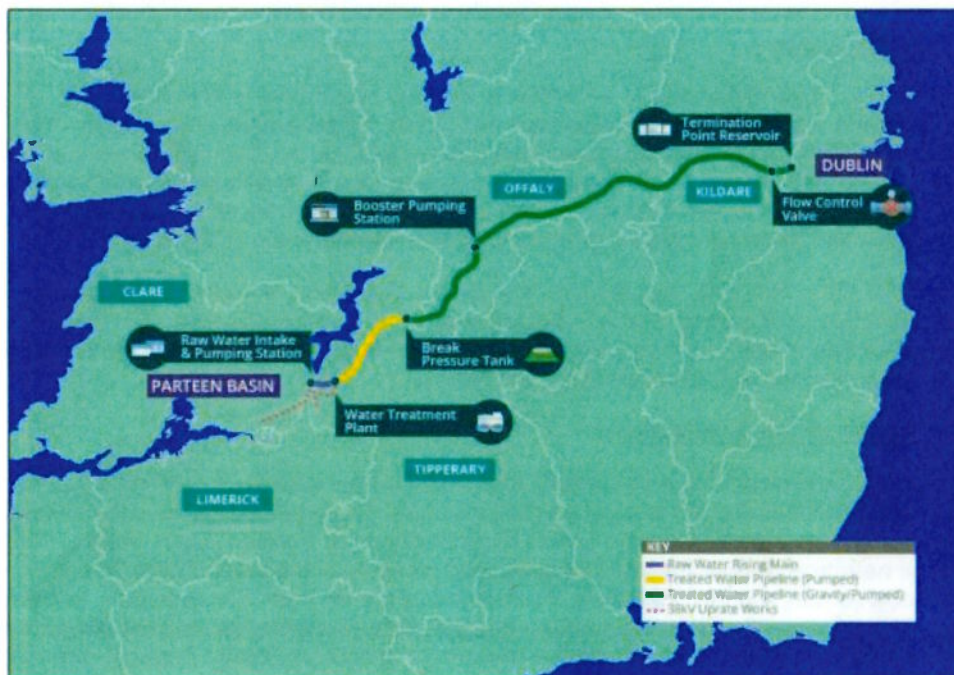 Termination
Point Reservoir
DUBLIN
OFFALY
KILDARE
Booster Pumping
Station
Flow Control
Valve
CLARE
Raw Water Intake
& Pumping Station
Break
Pressure Tank
PARTEEN BASIN
Water Treatment
Plant
TIPPERARY
LIMERICK
KEY
Raw Water Rising Main
Treated Water Pipeline (Pumped)
Treated Water Pipeline (Gravity/Pumped)
38kV Uprate Works